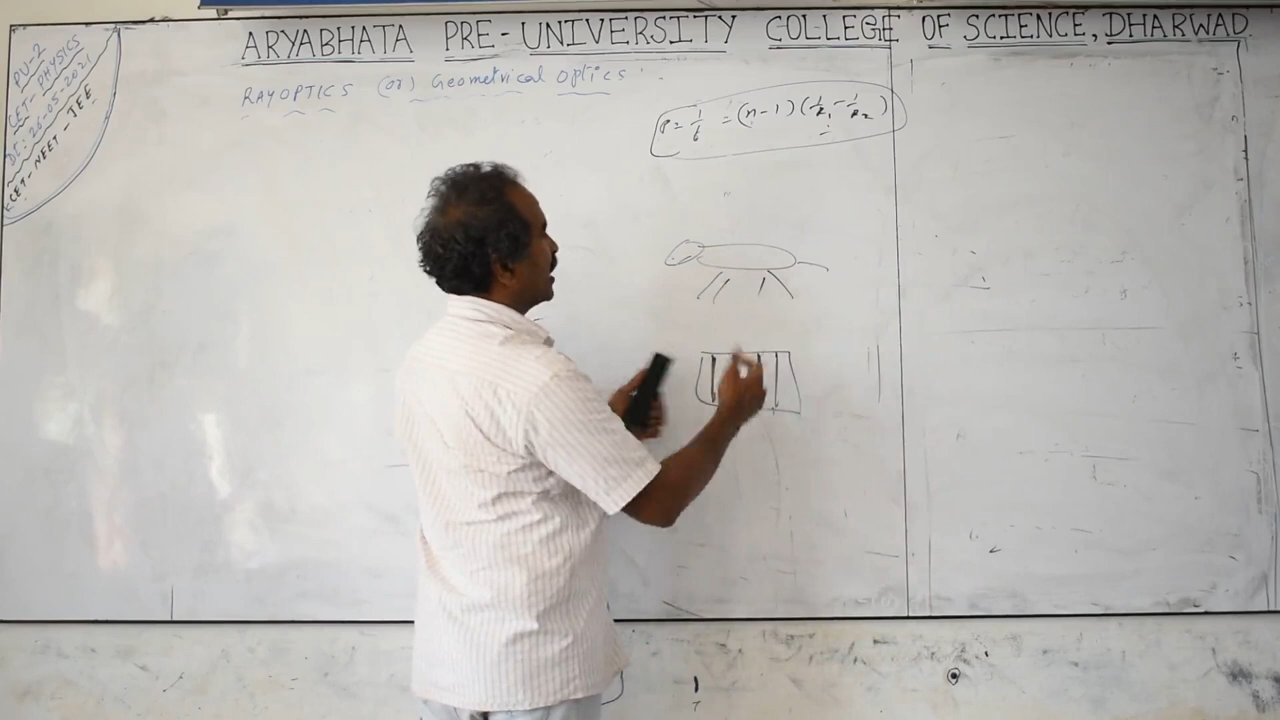 ARYABHATA PRE-UNIVERSITY COLLEGE OF SCIENCE, DHARWAD.
PU-2
CET-PHYSICS
DT: 26-05-2021
KCET-NEET-JEE
RAYOPTICS (or) Geometrical Optics
P = 1/f = (n-1)(1/R1 - 1/R2)